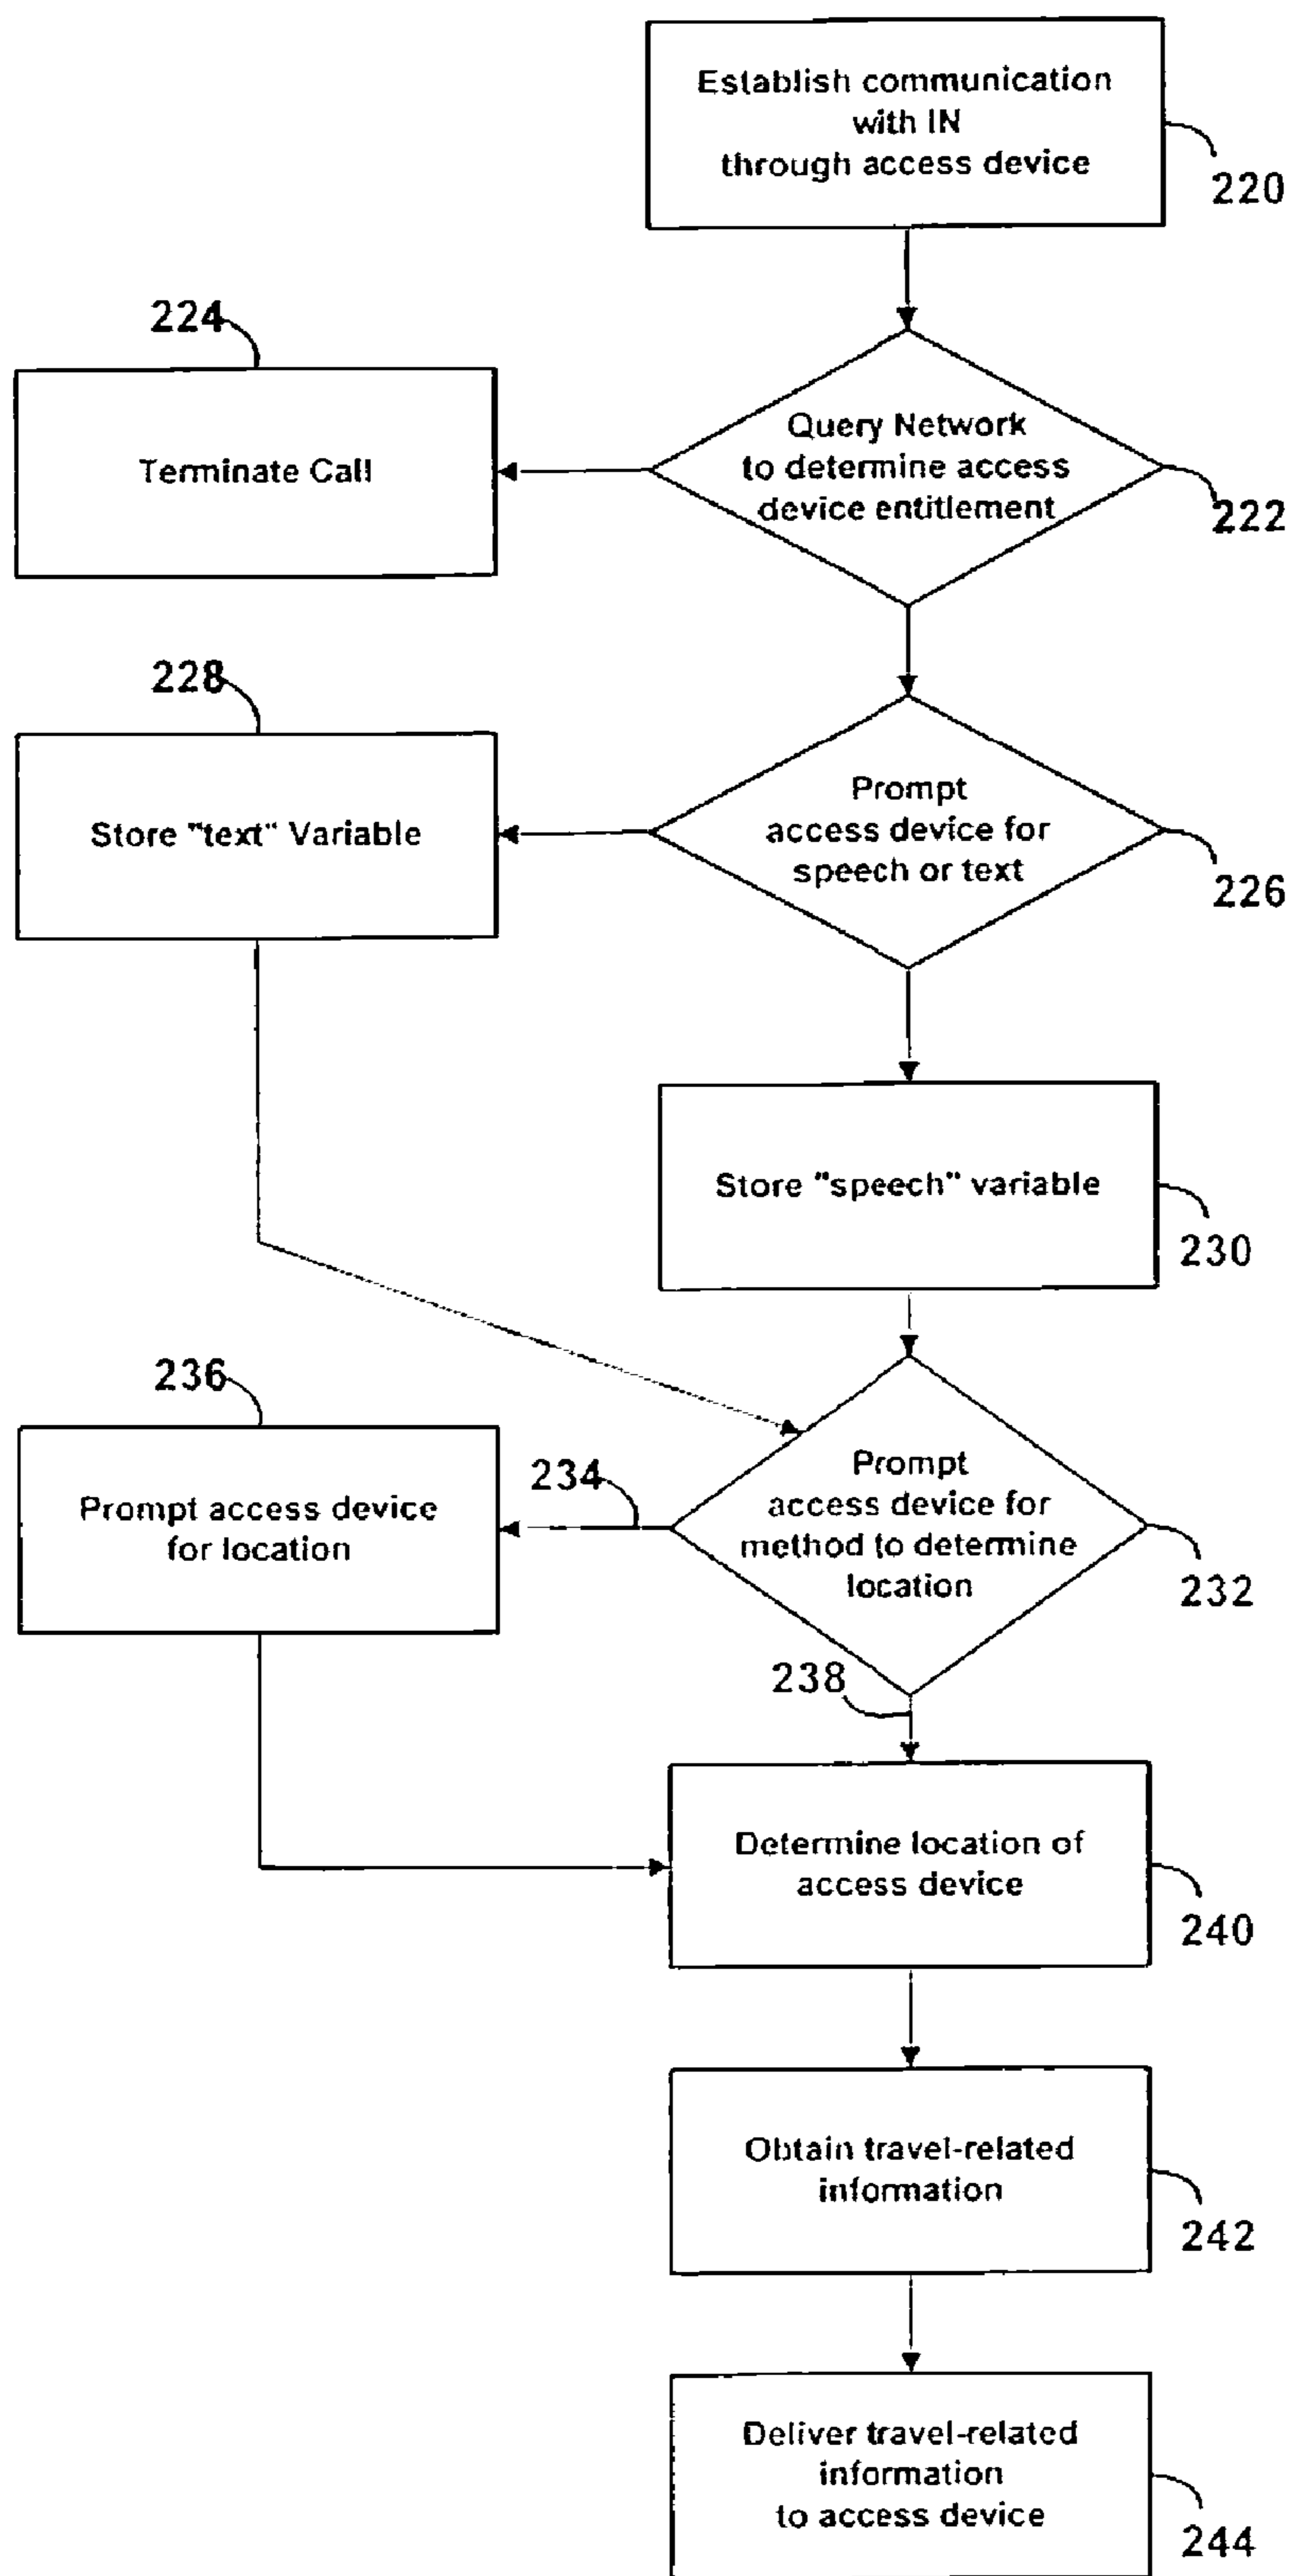 Establish communication
with IN
through access device
220
224
Terminate Call
Query Network
to determine access
device entitlement
222
228
Store "text" Variable
Prompt
access device for
speech or text
226
Store "speech" variable
230
236
Prompt access device
for location
234
Prompt
access device for
method to determine
location
232
238
Determine location of
access device
240
Obtain travel-related
information
242
Deliver travel-related
information
to access device
244